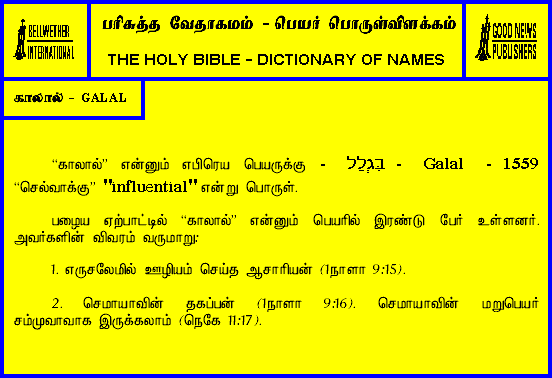 BELLWETHER
INTERNATIONAL
பரிசுத்த வேதாகமம் - பெயர் பொருள்விளக்கம்
THE HOLY BIBLE - DICTIONARY OF NAMES
GOOD NEWS
PUBLISHERS
காலால் - GALAL
“காலால்” என்னும் எபிரெய பெயருக்கு - בִּגְלַל - Galal - 1559
“செல்வாக்கு” "influential" என்று பொருள்.
பழைய ஏற்பாட்டில் “காலால்” என்னும் பெயரில் இரண்டு பேர் உள்ளனர்.
அவர்களின் விவரம் வருமாறு:
1. எருசலேமில் ஊழியம் செய்த ஆசாரியன் (1நாளா 9:15).
2. செமாயாவின் தகப்பன் (1நாளா 9:16). செமாயாவின் மறுபெயர்
சம்முவாவாக இருக்கலாம் (நெகே 11:17).